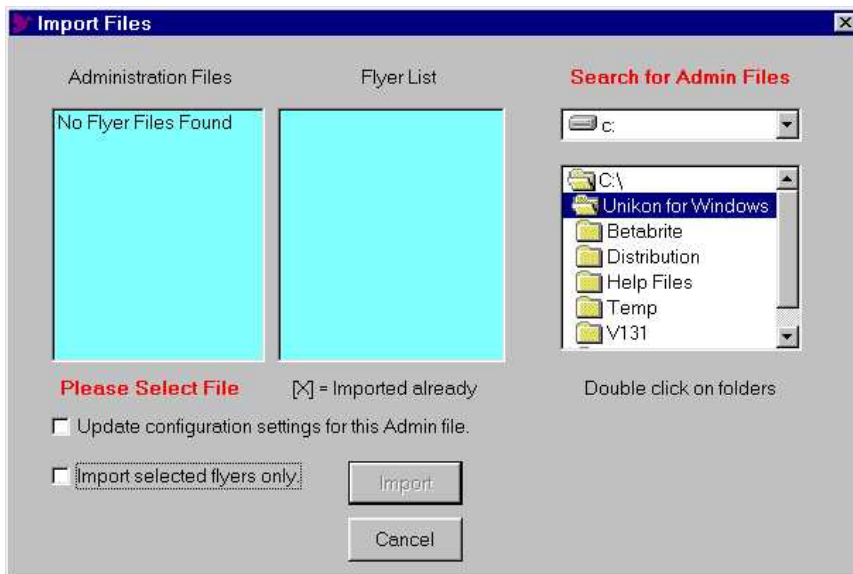 Import Files
Administration Files
Flyer List
Search for Admin Files
No Flyer Files Found
c:
C:\
Unikon for Windows
Betabrite
Distribution
Help Files
Temp
V131
Please Select File
[X] = Imported already
Double click on folders
Update configuration settings for this Admin file.
Import selected flyers only.
Import
Cancel